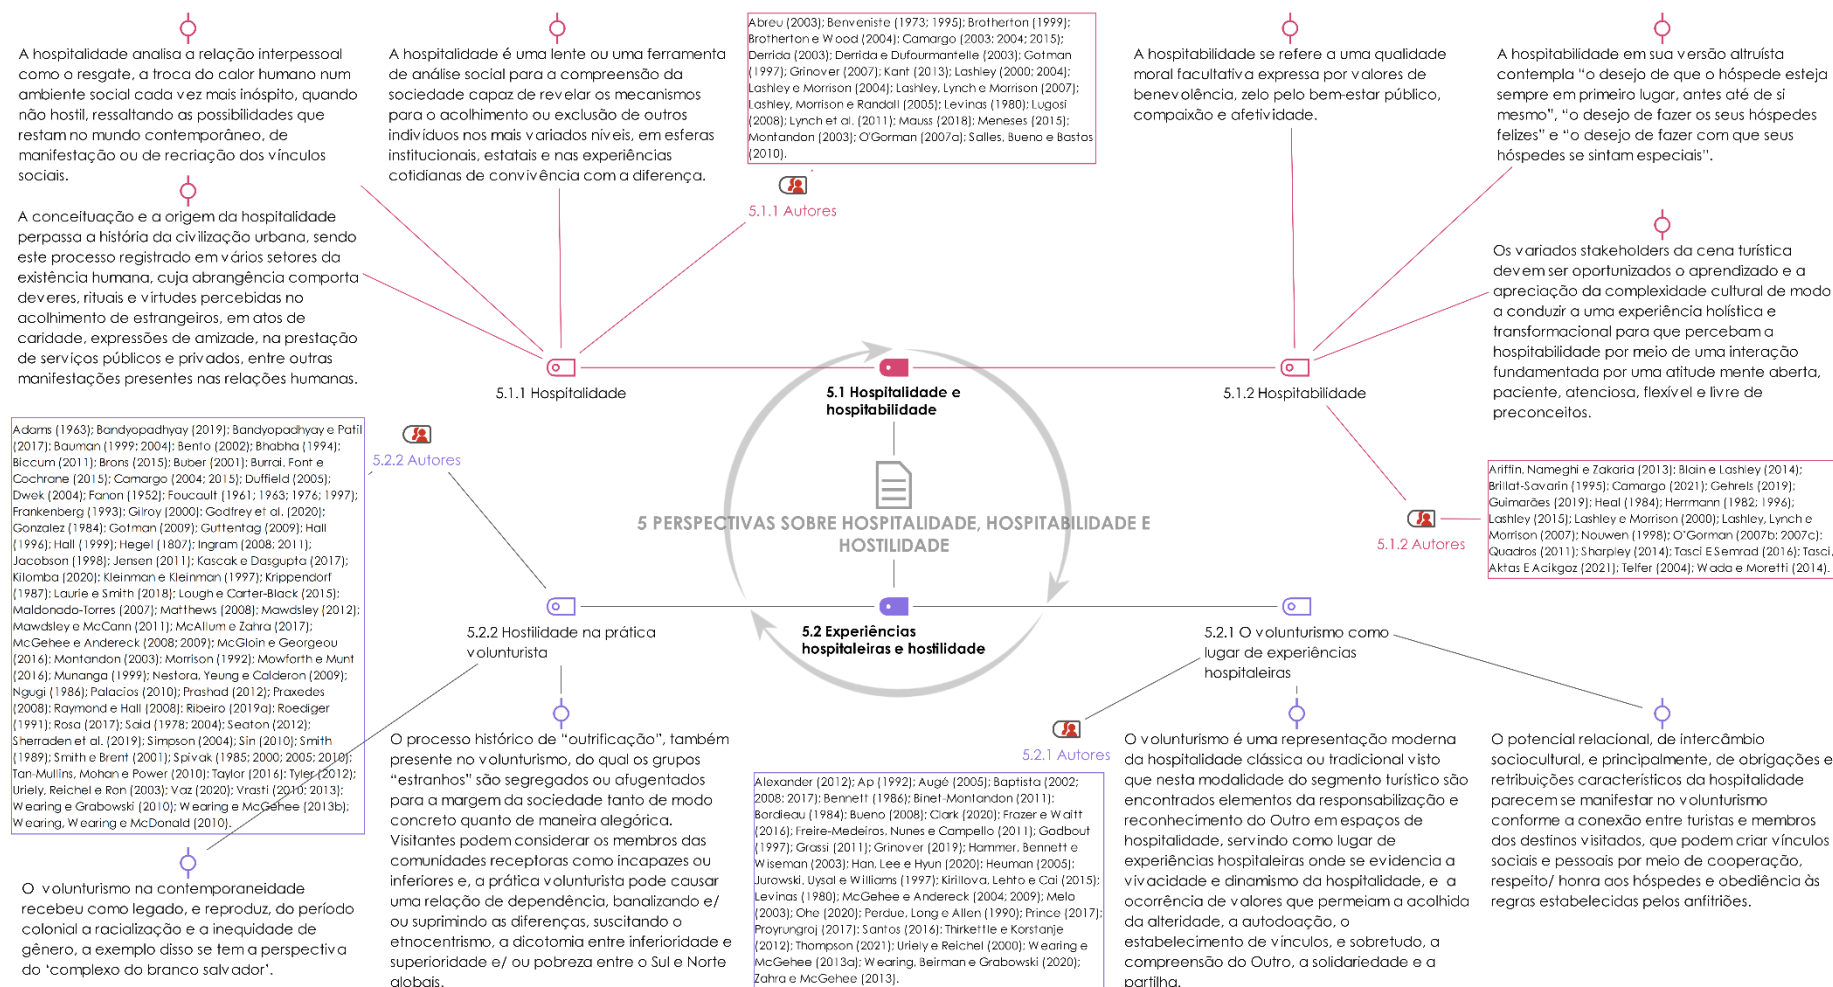 A hospitalidade analisa a relação interpessoal
como o resgate, a troca do calor humano num
ambiente social cada vez mais inóspito, quando
não hostil, ressaltando as possibilidades que
restam no mundo contemporâneo, de
manifestação ou de recriação dos vínculos
sociais.
A conceituação e a origem da hospitalidade
perpassa a história da civilização urbana, sendo
este processo registrado em vários setores da
existência humana, cuja abrangência comporta
deveres, rituais e virtudes percebidas no
acolhimento de estrangeiros, em atos de
caridade, expressões de amizade, na prestação
de serviços públicos e privados, entre outras
manifestações presentes nas relações humanas.
A hospitalidade é uma lente ou uma ferramenta
de análise social para a compreensão da
sociedade capaz de revelar os mecanismos
para o acolhimento ou exclusão de outros
indivíduos nos mais variados níveis, em esferas
institucionais, estatais e nas experiências
cotidianas de convivência com a diferença.
Abreu (2003); Benveniste (1973; 1995); Brotherton (1999);
Brotherton e Wood (2004); Camargo (2003; 2004; 2015);
Derrida (2003); Derrida e Dufourmantelle (2003); Gotman
(1997); Grinover (2007); Kant (2013); Lashley (2000; 2004);
Lashley e Morrison (2004); Lashley, Lynch e Morrison (2007);
Lashley, Morrison e Randall (2005); Levinas (1980); Lugosi
(2008); Lynch et al. (2011); Mauss (2018); Meneses (2015);
Montandon (2003); O'Gorman (2007a); Salles, Bueno e Bastos
(2010).
5.1.1 Autores
A hospitabilidade se refere a uma qualidade
moral facultativa expressa por valores de
benevolência, zelo pelo bem-estar público,
compaixão e afetividade.
A hospitabilidade em sua versão altruísta
contempla “o desejo de que o hóspede esteja
sempre em primeiro lugar, antes até de si
mesmo”, “o desejo de fazer os seus hóspedes
felizes” e “o desejo de fazer com que seus
hóspedes se sintam especiais”.
Os variados stakeholders da cena turística
devem ser oportunizados o aprendizado e a
apreciação da complexidade cultural de modo
a conduzir a uma experiência holística e
transformacional para que percebam a
hospitabilidade por meio de uma interação
fundamentada por uma atitude mente aberta,
paciente, atenciosa, flexível e livre de
preconceitos.
5.1.1 Hospitalidade
5.1 Hospitalidade e
hospitabilidade
5.1.2 Hospitabilidade
Adams (1963); Bandyopadhyay (2019); Bandyopadhyay e Patil
(2017); Bauman (1999; 2004); Bento (2002); Bhabha (1994);
Biccum (2011); Brons (2015); Buber (2001); Burrai, Font e
Cochrane (2015); Camargo (2004; 2015); Duffield (2005);
Dwek (2004); Fanon (1952); Foucault (1961; 1963; 1976; 1997);
Frankenberg (1993); Gilroy (2000); Godfrey et al. (2020);
Gonzalez (1984); Gotman (2009); Guttentag (2009); Hall
(1996); Hall (1999); Hegel (1807); Ingram (2008; 2011);
Jacobson (1998); Jensen (2011); Kascak e Dasgupta (2017);
Kilomba (2020); Kleinman e Kleinman (1997); Krippendorf
(1987); Laurie e Smith (2018); Lough e Carter-Black (2015);
Maldonado-Torres (2007); Matthews (2008); Mawdsley (2012);
Mawdsley e McCann (2011); McAllum e Zahra (2017);
McGehee e Andereck (2008; 2009); McGloin e Georgeou
(2016); Montandon (2003); Morrison (1992); Mowforth e Munt
(2016); Munanga (1999); Nestora, Yeung e Calderon (2009);
Ngugi (1986); Palacios (2010); Prashad (2012); Praxedes
(2008); Raymond e Hall (2008); Ribeiro (2019a); Roediger
(1991); Rosa (2017); Said (1978; 2004); Seaton (2012);
Sherraden et al. (2019); Simpson (2004); Sin (2010); Smith
(1989); Smith e Brent (2001); Spivak (1985; 2000; 2005; 2010);
Tan-Mullins, Mohan e Power (2010); Taylor (2016); Tyler (2012);
Uriely, Reichel e Ron (2003); Vaz (2020); Vrasti (2010; 2013);
Wearing e Grabowski (2010); Wearing e McGehee (2013b);
Wearing, Wearing e McDonald (2010).
5.2.2 Autores
5 PERSPECTIVAS SOBRE HOSPITALIDADE, HOSPITABILIDADE E
HOSTILIDADE
Ariffin, Nameghi e Zakaria (2013); Blain e Lashley (2014);
Brillat-Savarin (1995); Camargo (2021); Gehrels (2019);
Guimarães (2019); Heal (1984); Herrmann (1982; 1996);
Lashley (2015); Lashley e Morrison (2000); Lashley, Lynch e
Morrison (2007); Nouwen (1998); O'Gorman (2007b; 2007c);
Quadros (2011); Sharpley (2014); Tasci E Semrad (2016); Tasci,
Aktas E Acikgoz (2021); Telfer (2004); Wada e Moretti (2014).
5.1.2 Autores
5.2.2 Hostilidade na prática
volunturista
5.2 Experiências
hospitaleiras e hostilidade
5.2.1 O volunturismo como
lugar de experiências
hospitaleiras
O volunturismo na contemporaneidade
recebeu como legado, e reproduz, do período
colonial a racialização e a inequidade de
gênero, a exemplo disso se tem a perspectiva
do ‘complexo do branco salvador’.
O processo histórico de “outrificação”, também
presente no volunturismo, do qual os grupos
“estranhos” são segregados ou afugentados
para a margem da sociedade tanto de modo
concreto quanto de maneira alegórica.
Visitantes podem considerar os membros das
comunidades receptoras como incapazes ou
inferiores e, a prática volunturista pode causar
uma relação de dependência, banalizando e/
ou suprimindo as diferenças, suscitando o
etnocentrismo, a dicotomia entre inferioridade e
superioridade e/ ou pobreza entre o Sul e Norte
globais.
5.2.1 Autores
Alexander (2012); Ap (1992); Augé (2005); Baptista (2002;
2008; 2017); Bennett (1986); Binet-Montandon (2011);
Bordieau (1984); Bueno (2008); Clark (2020); Frazer e Waitt
(2016); Freire-Medeiros, Nunes e Campello (2011); Godbout
(1997); Grassi (2011); Grinover (2019); Hammer, Bennett e
Wiseman (2003); Han, Lee e Hyun (2020); Heuman (2005);
Jurowski, Uysal e Williams (1997); Kirillova, Lehto e Cai (2015);
Levinas (1980); McGehee e Andereck (2004; 2009); Melo
(2003); Ohe (2020); Perdue, Long e Allen (1990); Prince (2017);
Proyrungroj (2017); Santos (2016); Thirkettle e Korstanje
(2012); Thompson (2021); Uriely e Reichel (2000); Wearing e
McGehee (2013a); Wearing, Beirman e Grabowski (2020);
Zahra e McGehee (2013).
O volunturismo é uma representação moderna
da hospitalidade clássica ou tradicional visto
que nesta modalidade do segmento turístico são
encontrados elementos da responsabilização e
reconhecimento do Outro em espaços de
hospitalidade, servindo como lugar de
experiências hospitaleiras onde se evidencia a
vivacidade e dinamismo da hospitalidade, e a
ocorrência de valores que permeiam a acolhida
da alteridade, a autodoação, o
estabelecimento de vínculos, e sobretudo, a
compreensão do Outro, a solidariedade e a
partilha.
O potencial relacional, de intercâmbio
sociocultural, e principalmente, de obrigações e
retribuições característicos da hospitalidade
parecem se manifestar no volunturismo
conforme a conexão entre turistas e membros
dos destinos visitados, que podem criar vínculos
sociais e pessoais por meio de cooperação,
respeito/ honra aos hóspedes e obediência às
regras estabelecidas pelos anfitriões.